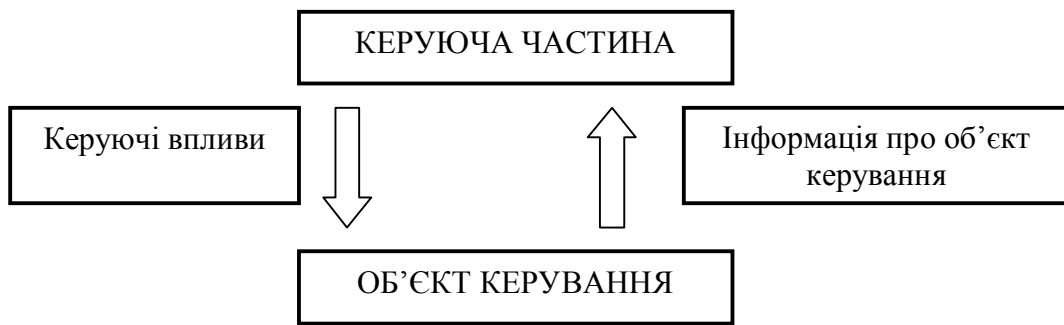 КЕРУЮЧА ЧАСТИНА
Керуючі впливи
Інформація про об’єкт
керування
ОБ’ЄКТ КЕРУВАННЯ